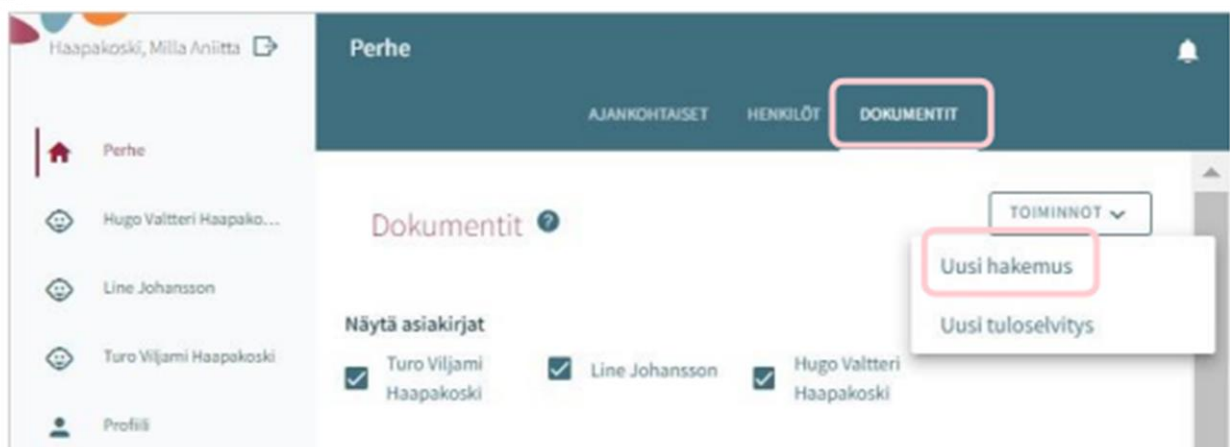 Haapakoski, Milla Aniitta
Perhe
Hugo Valtteri Haapako...
Line Johansson
Turo Viljami Haapakoski
Profiili
Perhe
AJANKOHTAISET HENKILÖT DOKUMENTIT
Dokumentit ?
TOIMINNOT
Uusi hakemus
Uusi tuloselvitys
Näytä asiakirjat
Turo Viljami
Haapakoski
Line Johansson
Hugo Valtteri
Haapakoski